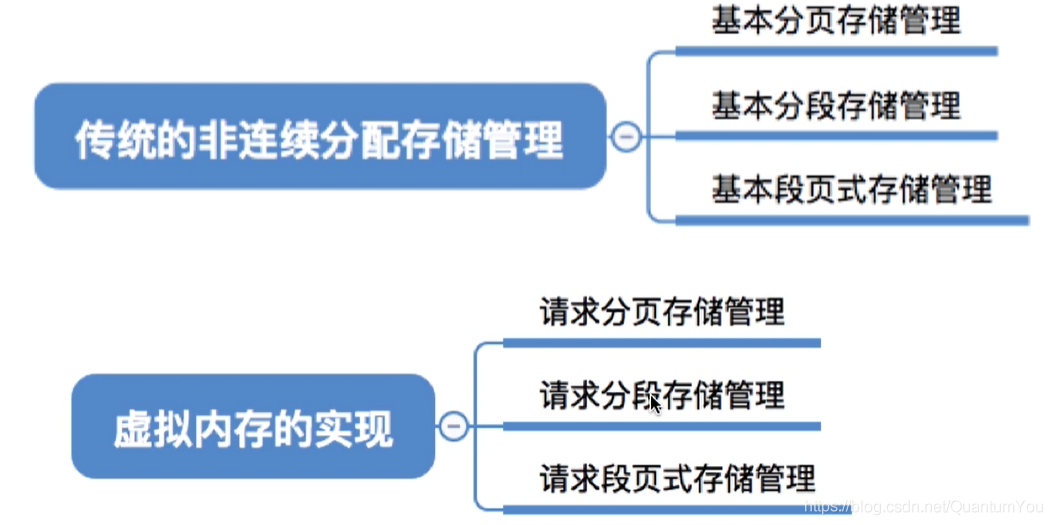 基本分页存储管理
传统的非连续分配存储管理
基本分段存储管理
基本段页式存储管理
请求分页存储管理
虚拟内存的实现
请求分段存储管理
请求段页式存储管理
https://blog.csdn.net/QuantumYou